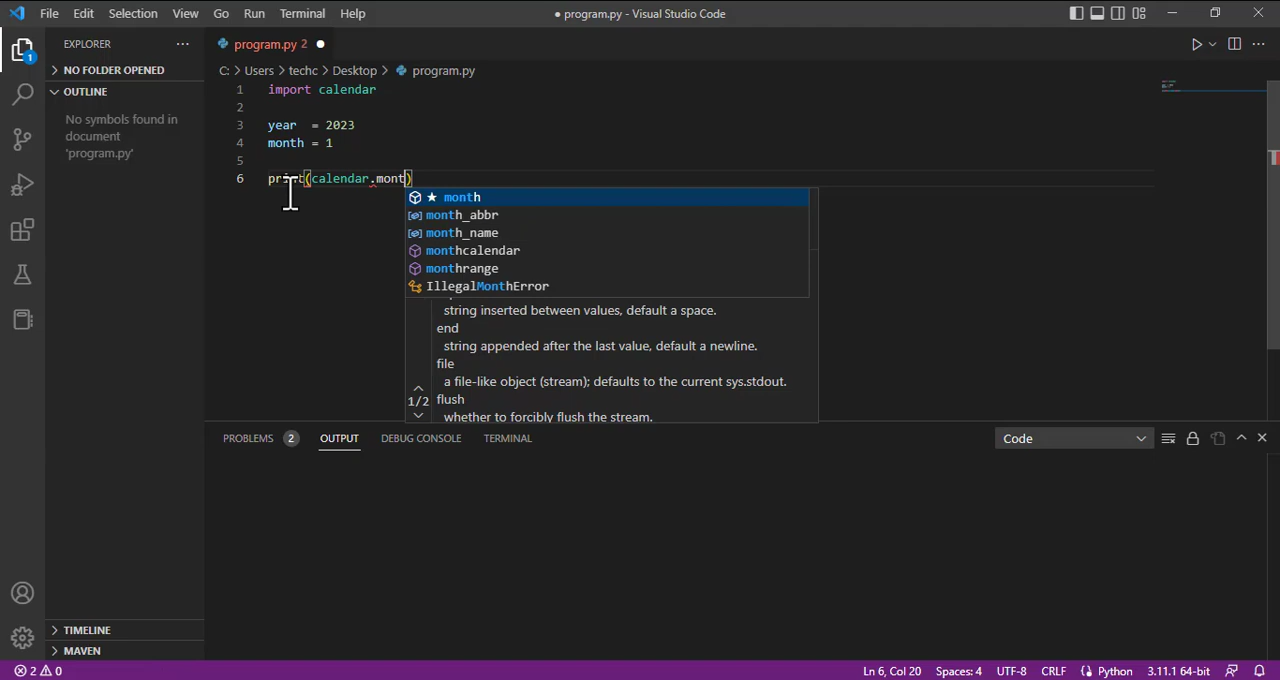 File Edit Selection View Go Run Terminal Help
● program.py - Visual Studio Code
EXPLORER
program.py 2
1
NO FOLDER OPENED
C: > Users > techc > Desktop > program.py
OUTLINE
No symbols found in
document
'program.py'
1 import calendar
2
3 year = 2023
4 month = 1
5
6 print(calendar.mont)
★ month
month_abbr
month_name
monthcalendar
monthrange
IllegalMonthError
string inserted between values, default a space.
end
string appended after the last value, default a newline.
file
a file-like object (stream); defaults to the current sys.stdout.
1/2 flush
whether to forcibly flush the stream.
PROBLEMS 2 OUTPUT DEBUG CONSOLE TERMINAL
Code
TIMELINE
MAVEN
2 0
Ln 6, Col 20 Spaces: 4 UTF-8 CRLF Python 3.11.1 64-bit